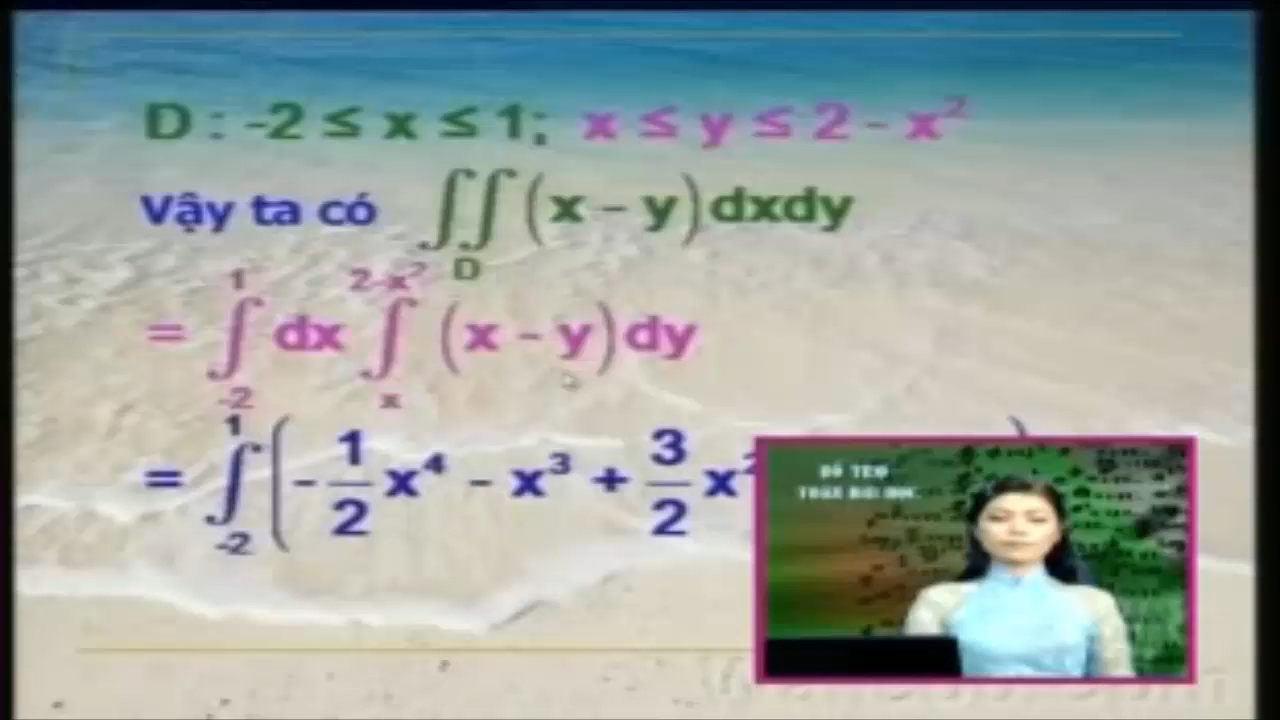 D : -2 ≤ x ≤ 1; x ≤ y ≤ 2 - x²
Vậy ta có ∬_D (x - y) dxdy
= ∫_{-2}^{1} dx ∫_{x}^{2-x²} (x - y) dy
= ∫_{-2}^{1} ( - 1/2 x⁴ - x³ + 3/2 x²